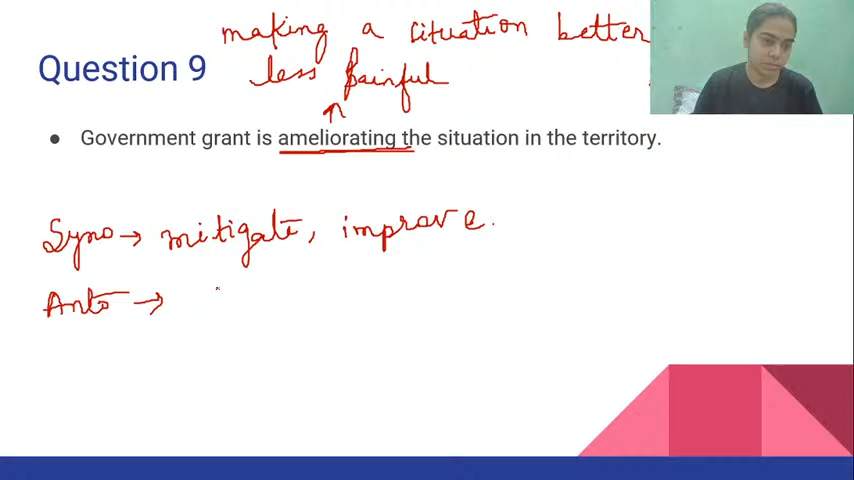 making a situation better
Question 9
less painful
Government grant is ameliorating the situation in the territory.
Syno → mitigate, improve.
Anto →